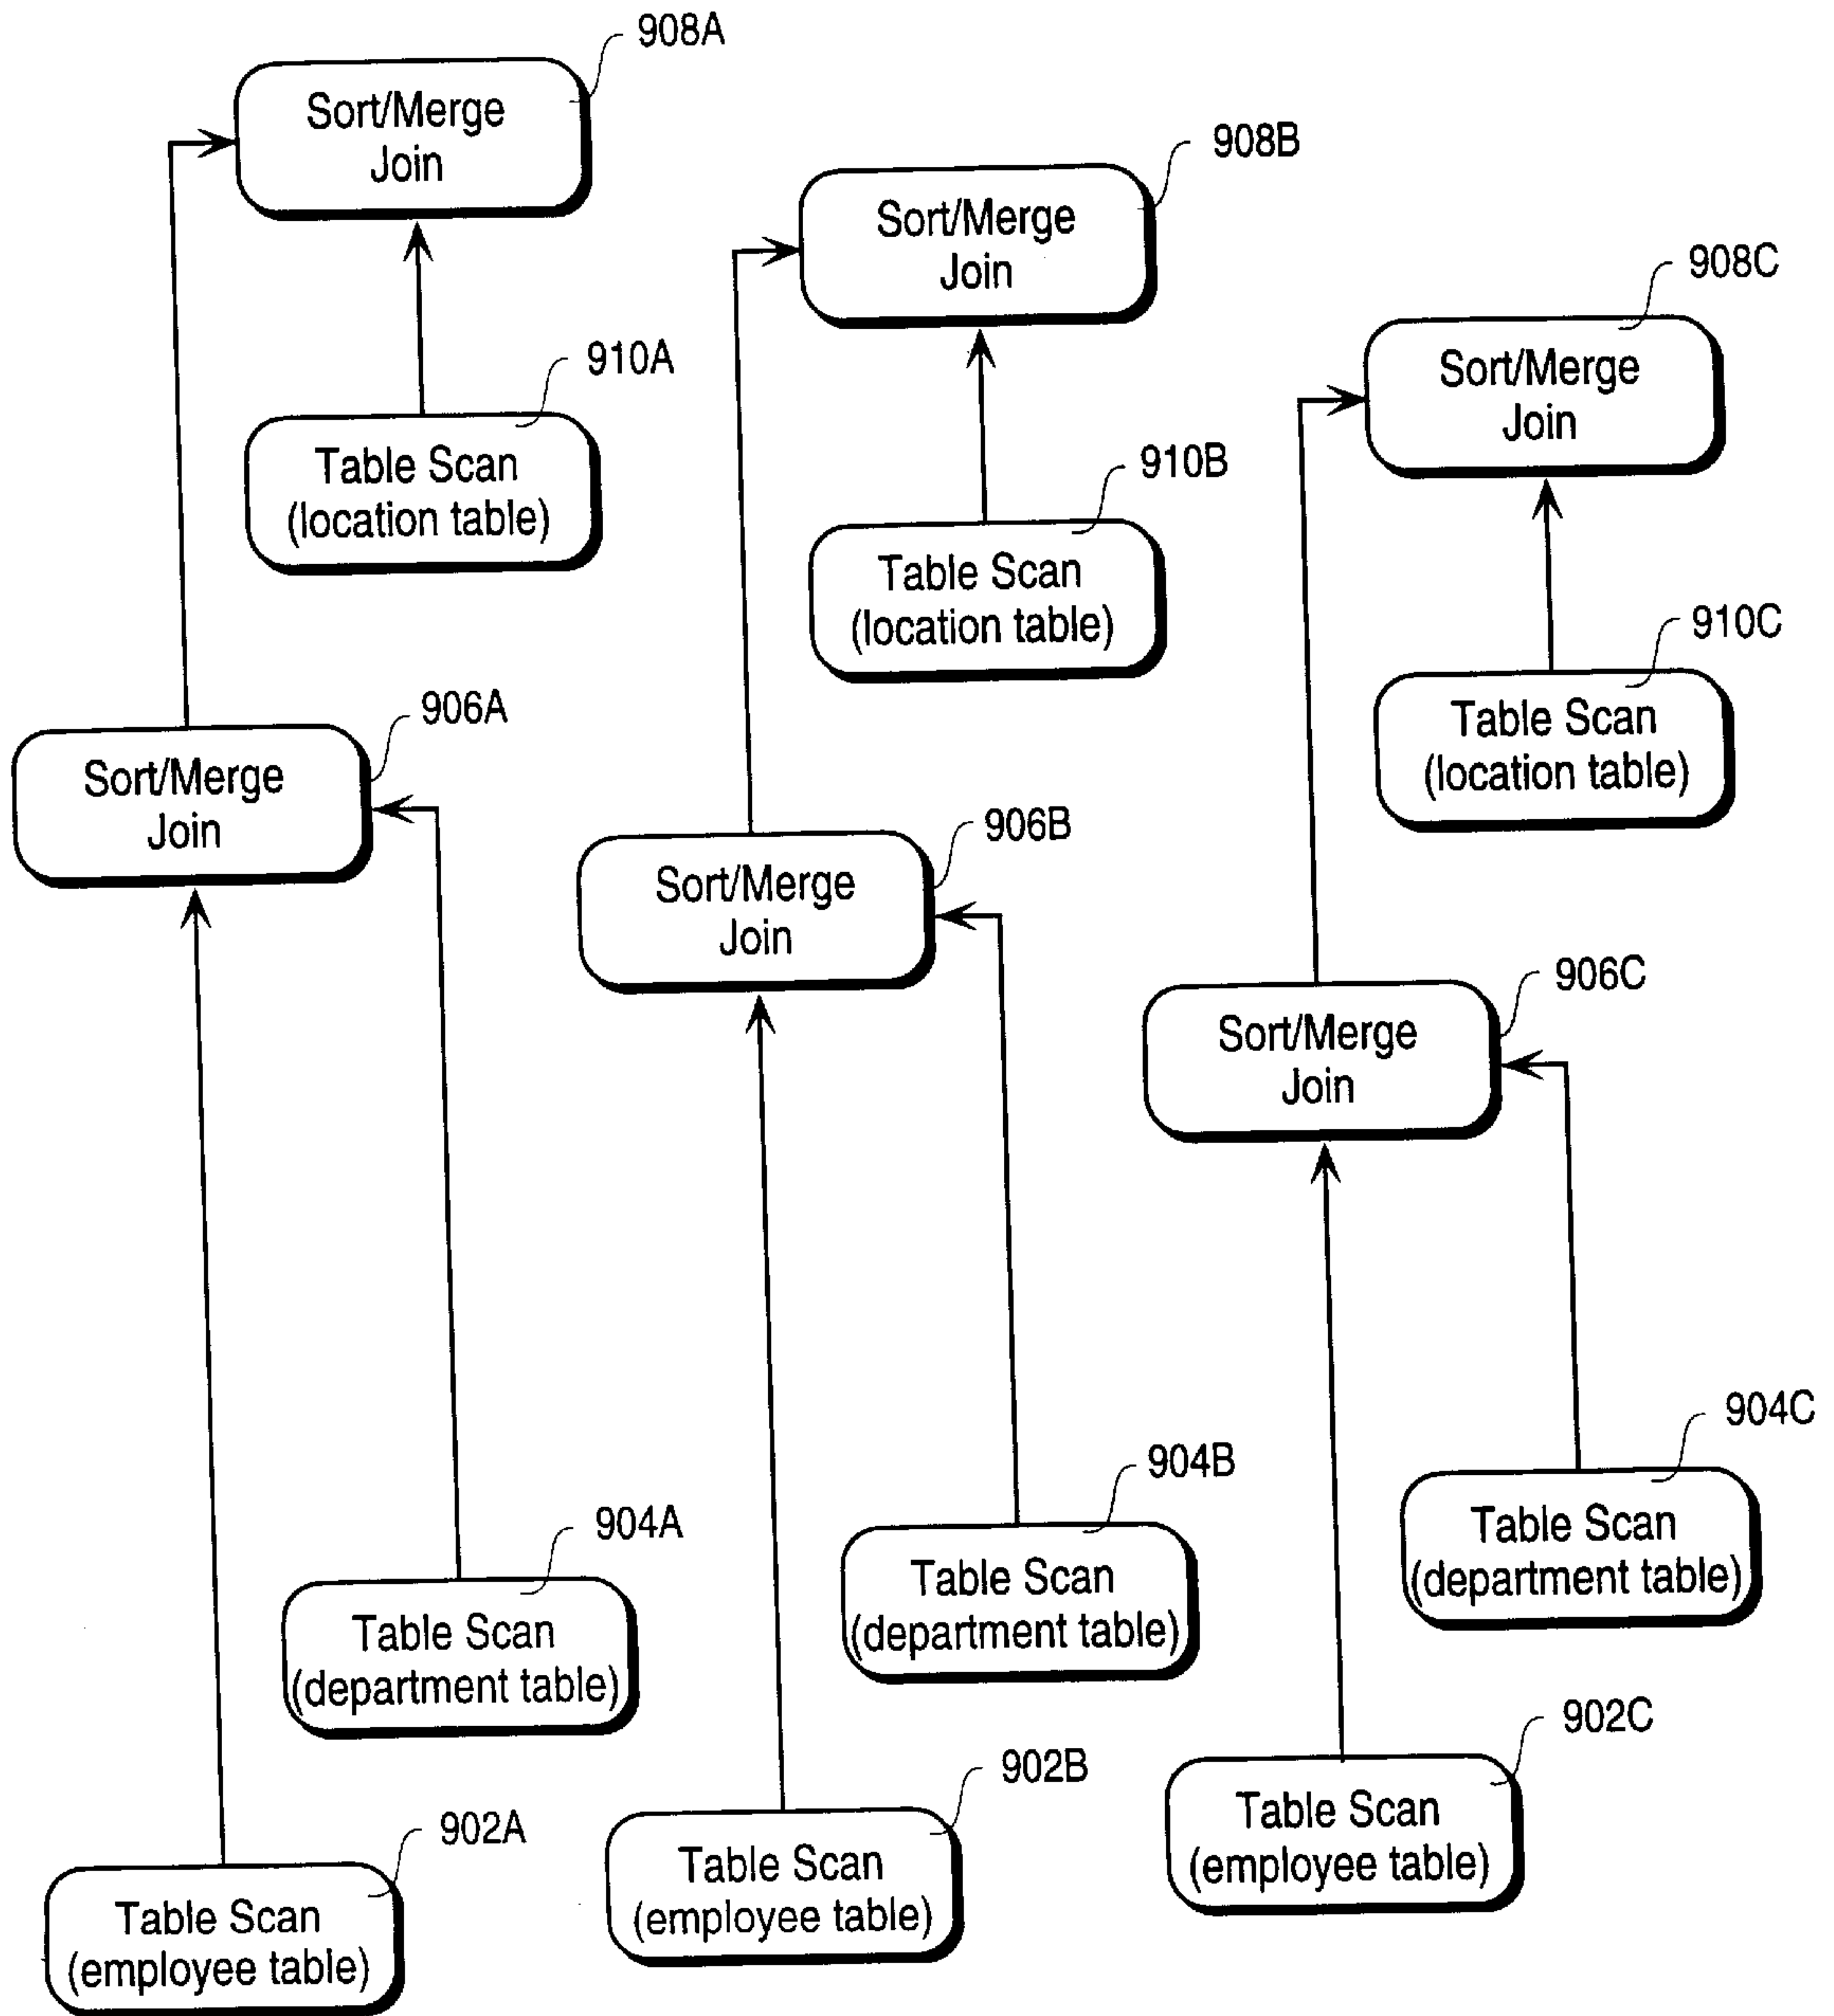 908A
Sort/Merge
Join
908B
Sort/Merge
Join
908C
Sort/Merge
Join
910A
Table Scan
(location table)
910B
Table Scan
(location table)
910C
Table Scan
(location table)
906A
Sort/Merge
Join
906B
Sort/Merge
Join
906C
Sort/Merge
Join
904A
Table Scan
(department table)
904B
Table Scan
(department table)
904C
Table Scan
(department table)
902A
Table Scan
(employee table)
902B
Table Scan
(employee table)
902C
Table Scan
(employee table)